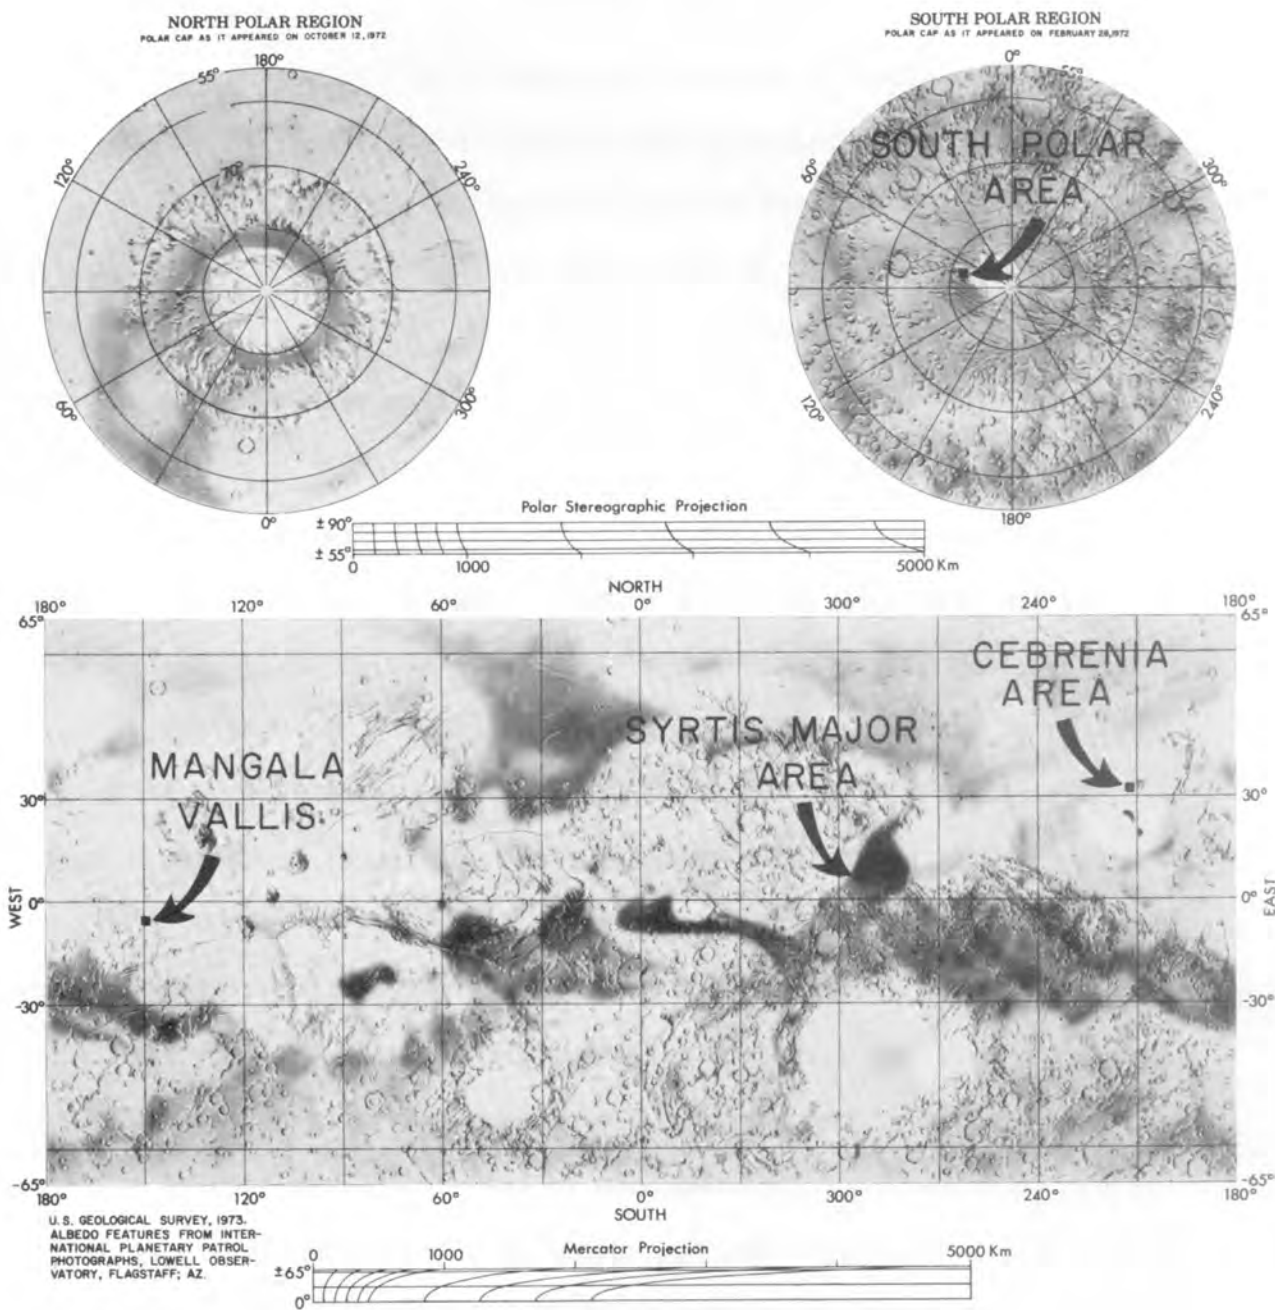 NORTH POLAR REGION
POLAR CAP AS IT APPEARED ON OCTOBER 12, 1972
180°
55°
120°
70°
240°
60°
300°
0°
SOUTH POLAR REGION
POLAR CAP AS IT APPEARED ON FEBRUARY 28, 1972
0°
55°
60°
300°
70°
SOUTH POLAR
AREA
120°
240°
180°
Polar Stereographic Projection
± 90°
± 55°
0 1000 5000 Km
NORTH
180° 120° 60° 0° 300° 240° 180°
65° 65°
CEBRENIA
AREA
SYRTIS MAJOR
AREA
MANGALA
VALLIS
30° 30°
WEST 0° 0° EAST
-30° -30°
-65° -65°
180° 120° 60° 0° 300° 240° 180°
SOUTH
U. S. GEOLOGICAL SURVEY, 1973.
ALBEDO FEATURES FROM INTER-
NATIONAL PLANETARY PATROL
PHOTOGRAPHS, LOWELL OBSER-
VATORY, FLAGSTAFF; AZ.
0 1000 Mercator Projection 5000 Km
±65°
0°